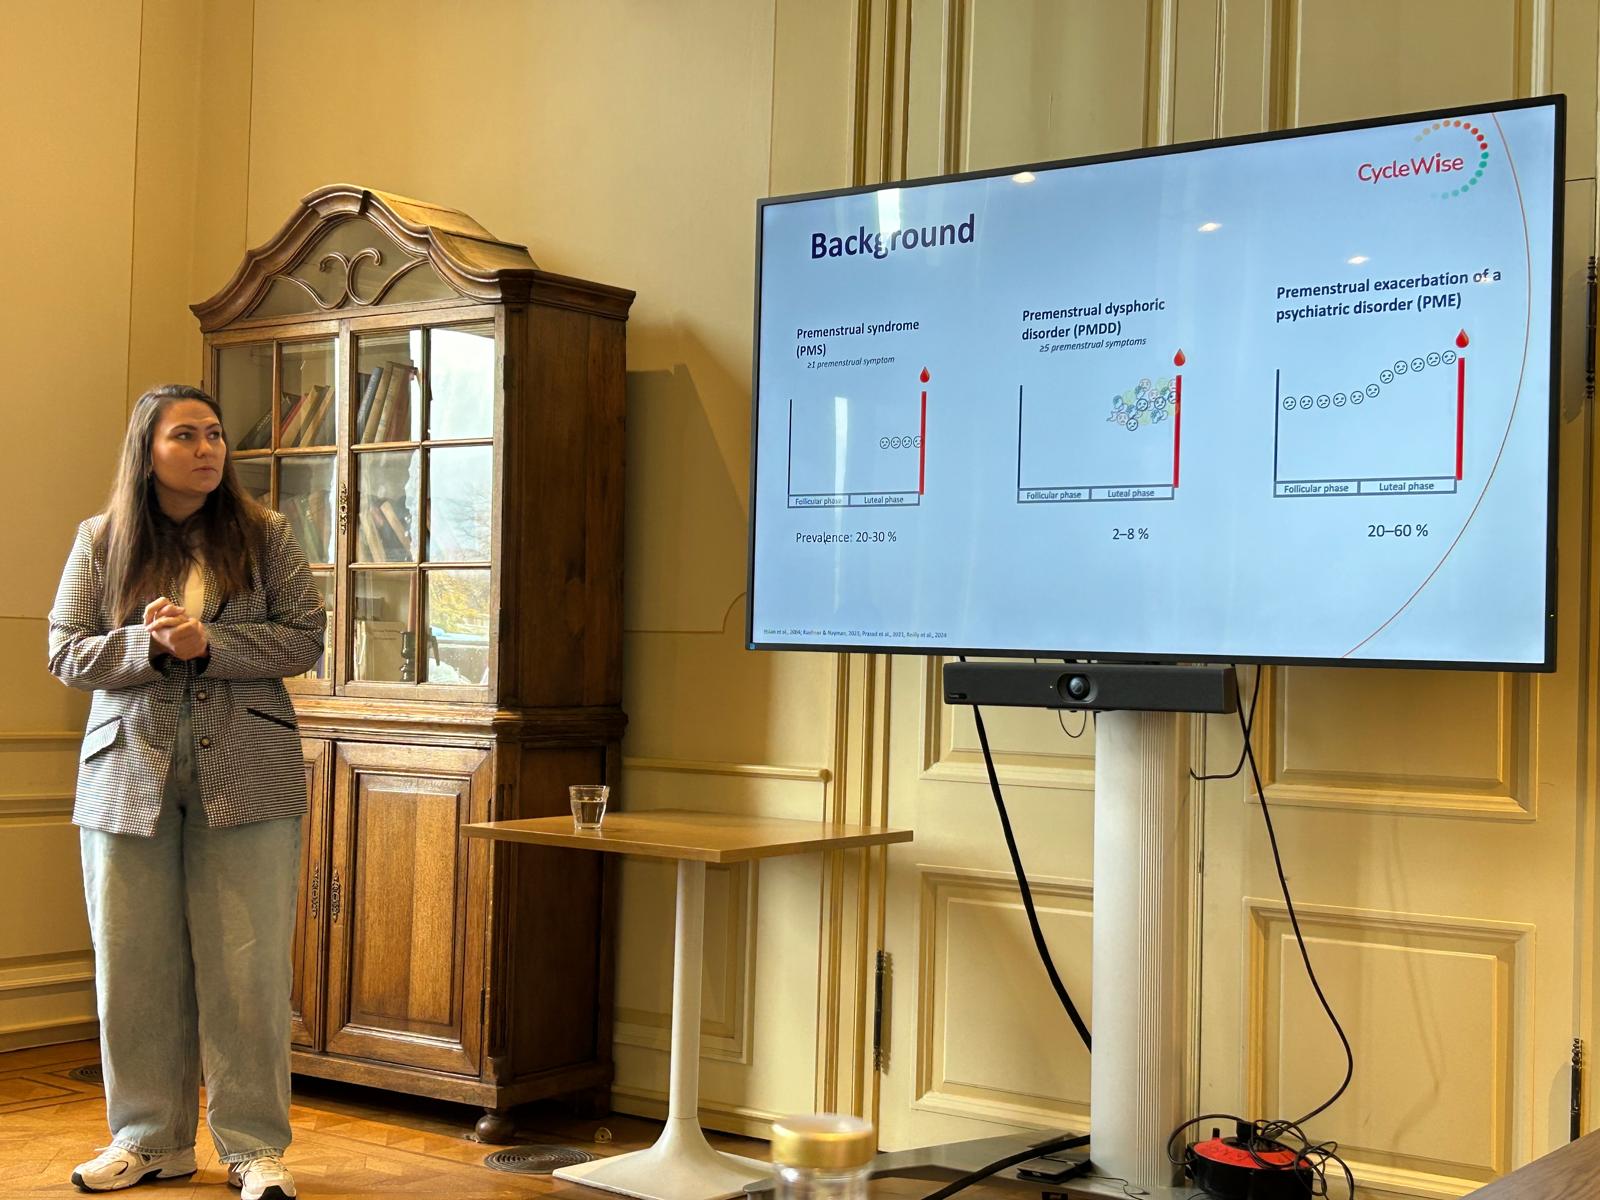 CycleWise
Background
Premenstrual syndrome
(PMS)
≥1 premenstrual symptom
Follicular phase
Luteal phase
Prevalence: 20-30 %
Premenstrual dysphoric
disorder (PMDD)
≥5 premenstrual symptoms
Follicular phase
Luteal phase
2–8 %
Premenstrual exacerbation of a
psychiatric disorder (PME)
Follicular phase
Luteal phase
20–60 %